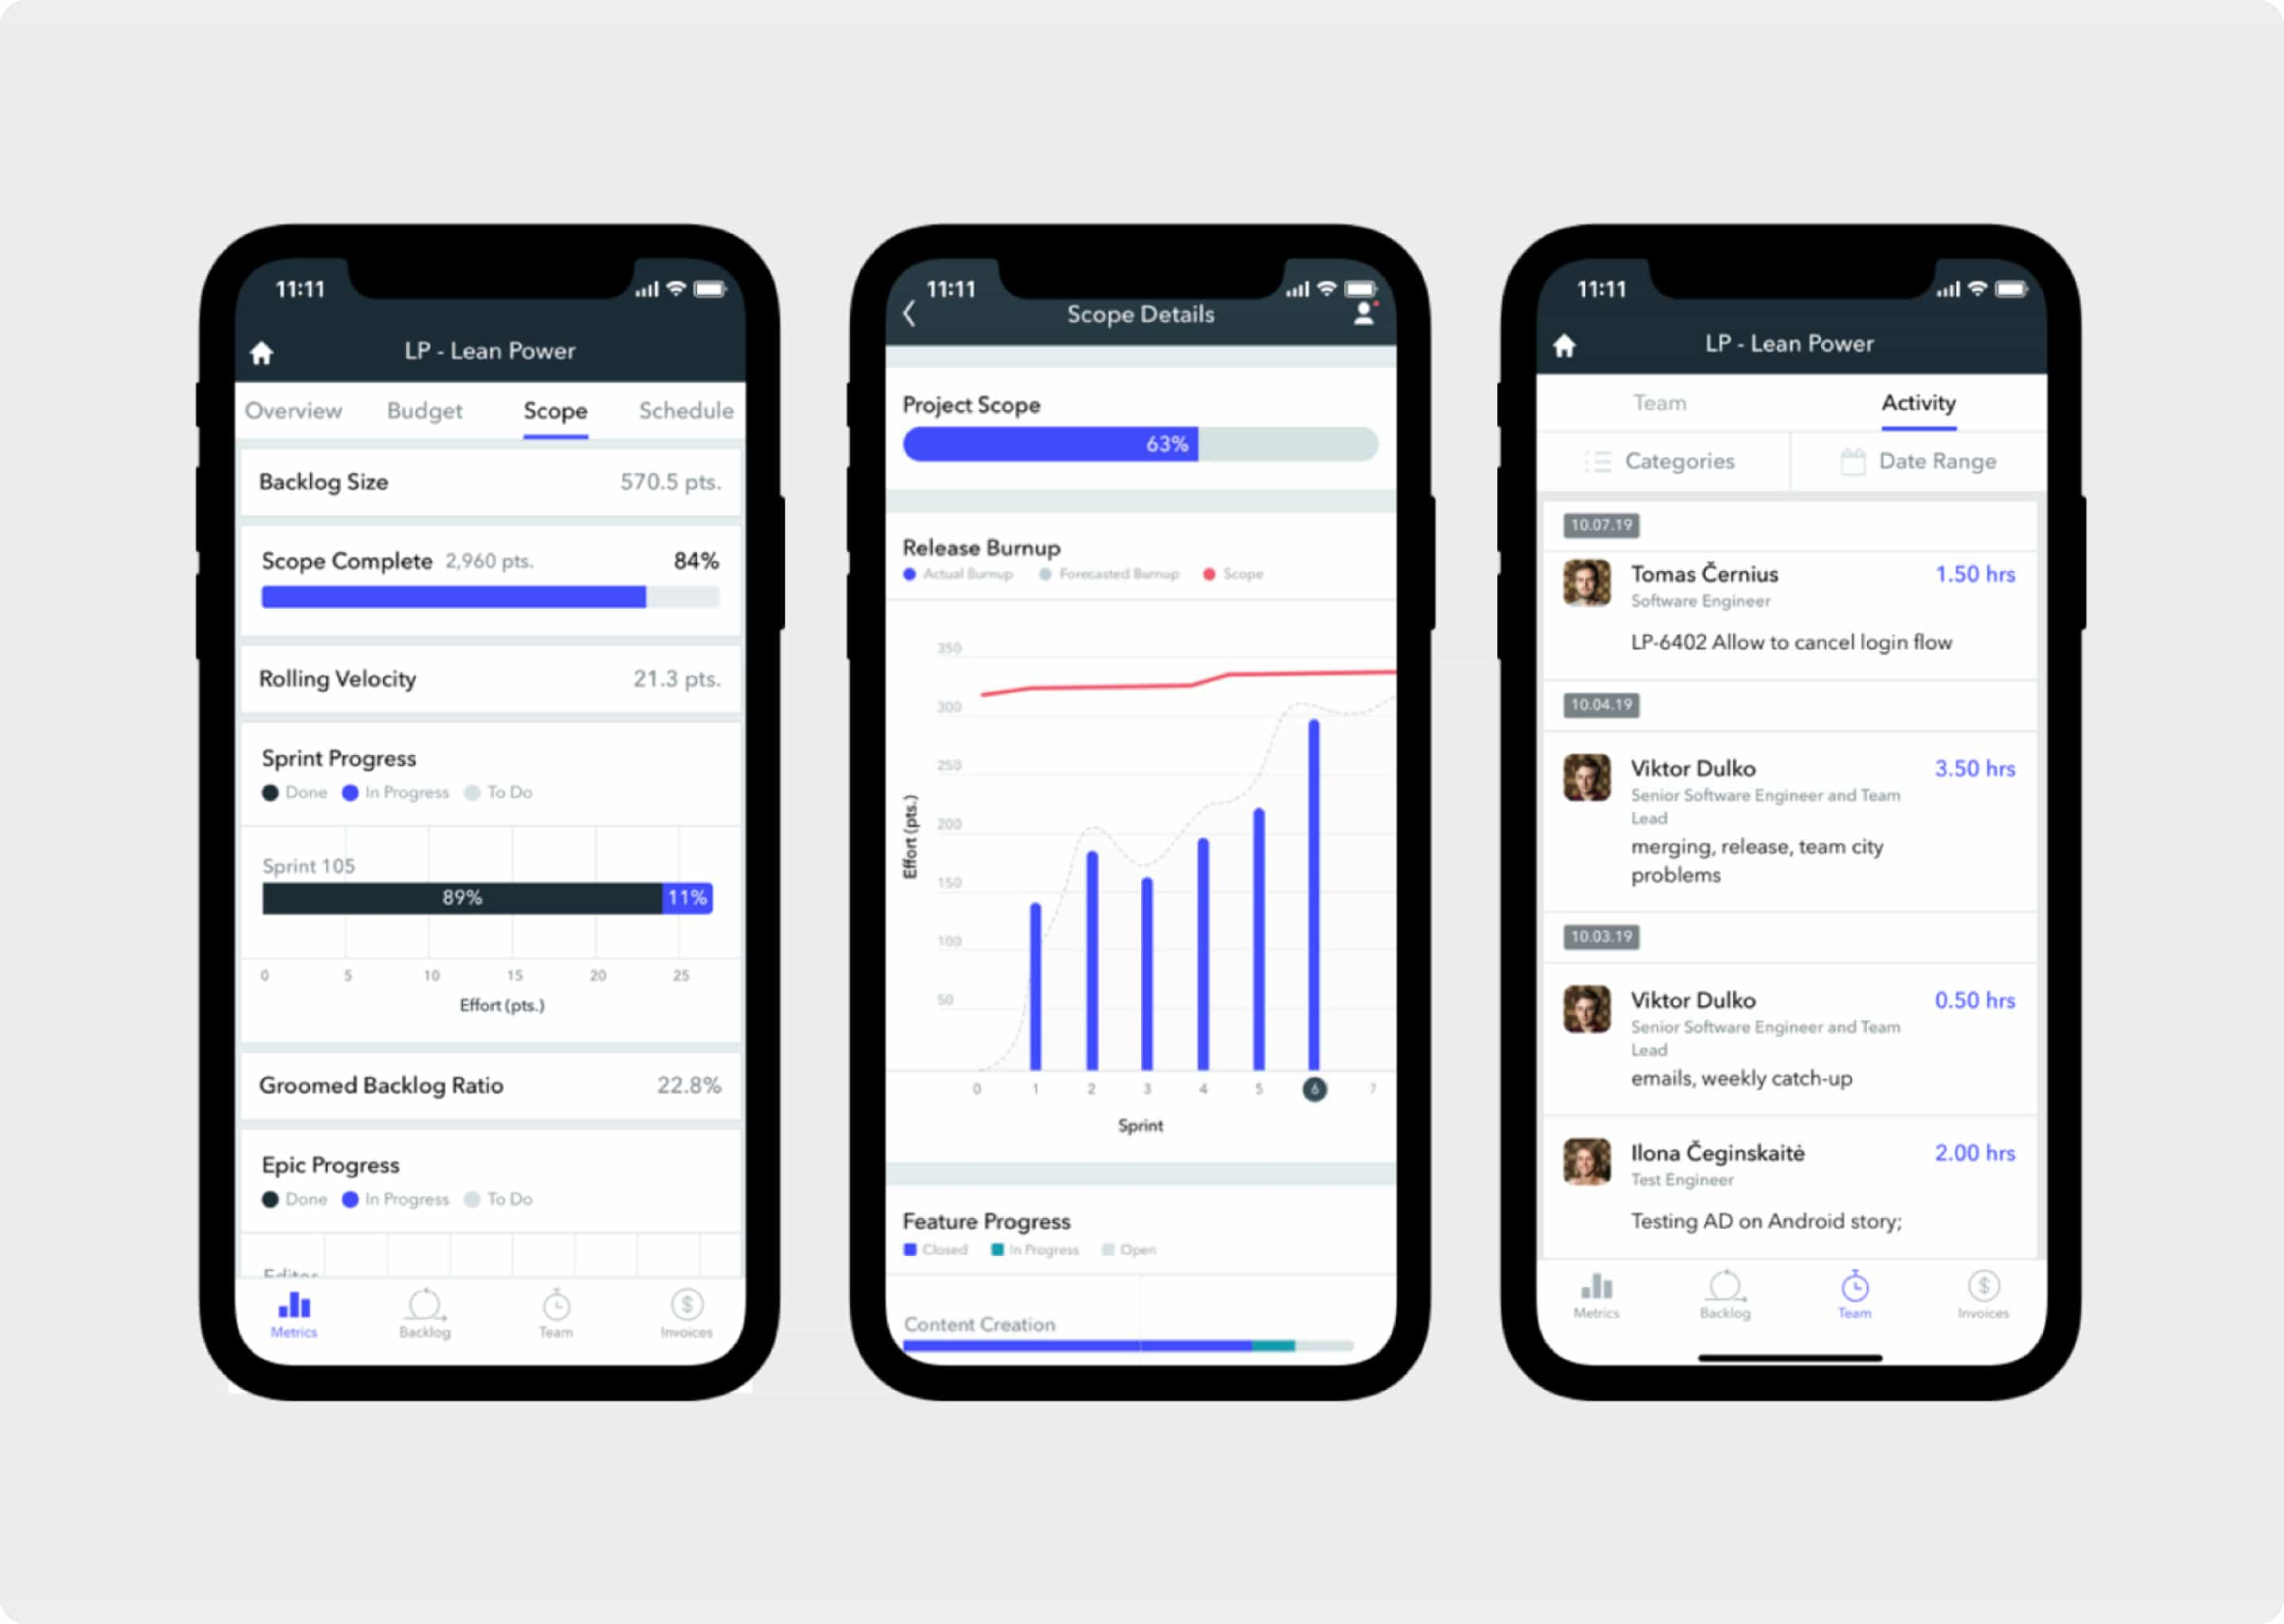 11:11
LP - Lean Power
Overview Budget Scope Schedule
Backlog Size 570.5 pts.
Scope Complete 2,960 pts. 84%
Rolling Velocity 21.3 pts.
Sprint Progress
Done In Progress To Do
Sprint 105
89% 11%
0 5 10 15 20 25
Effort (pts.)
Groomed Backlog Ratio 22.8%
Epic Progress
Done In Progress To Do
Editor
Metrics Backlog Team Invoices
11:11
Scope Details
Project Scope
63%
Release Burnup
Actual Burnup Forecasted Burnup Scope
350
300
250
200
150
100
50
Effort (pts.)
0 1 2 3 4 5 6 7
Sprint
Feature Progress
Closed In Progress Open
Content Creation
11:11
LP - Lean Power
Team Activity
Categories Date Range
10.07.19
Tomas Černius 1.50 hrs
Software Engineer
LP-6402 Allow to cancel login flow
10.04.19
Viktor Dulko 3.50 hrs
Senior Software Engineer and Team
Lead
merging, release, team city
problems
10.03.19
Viktor Dulko 0.50 hrs
Senior Software Engineer and Team
Lead
emails, weekly catch-up
Ilona Čeginskaitė 2.00 hrs
Test Engineer
Testing AD on Android story;
Metrics Backlog Team Invoices